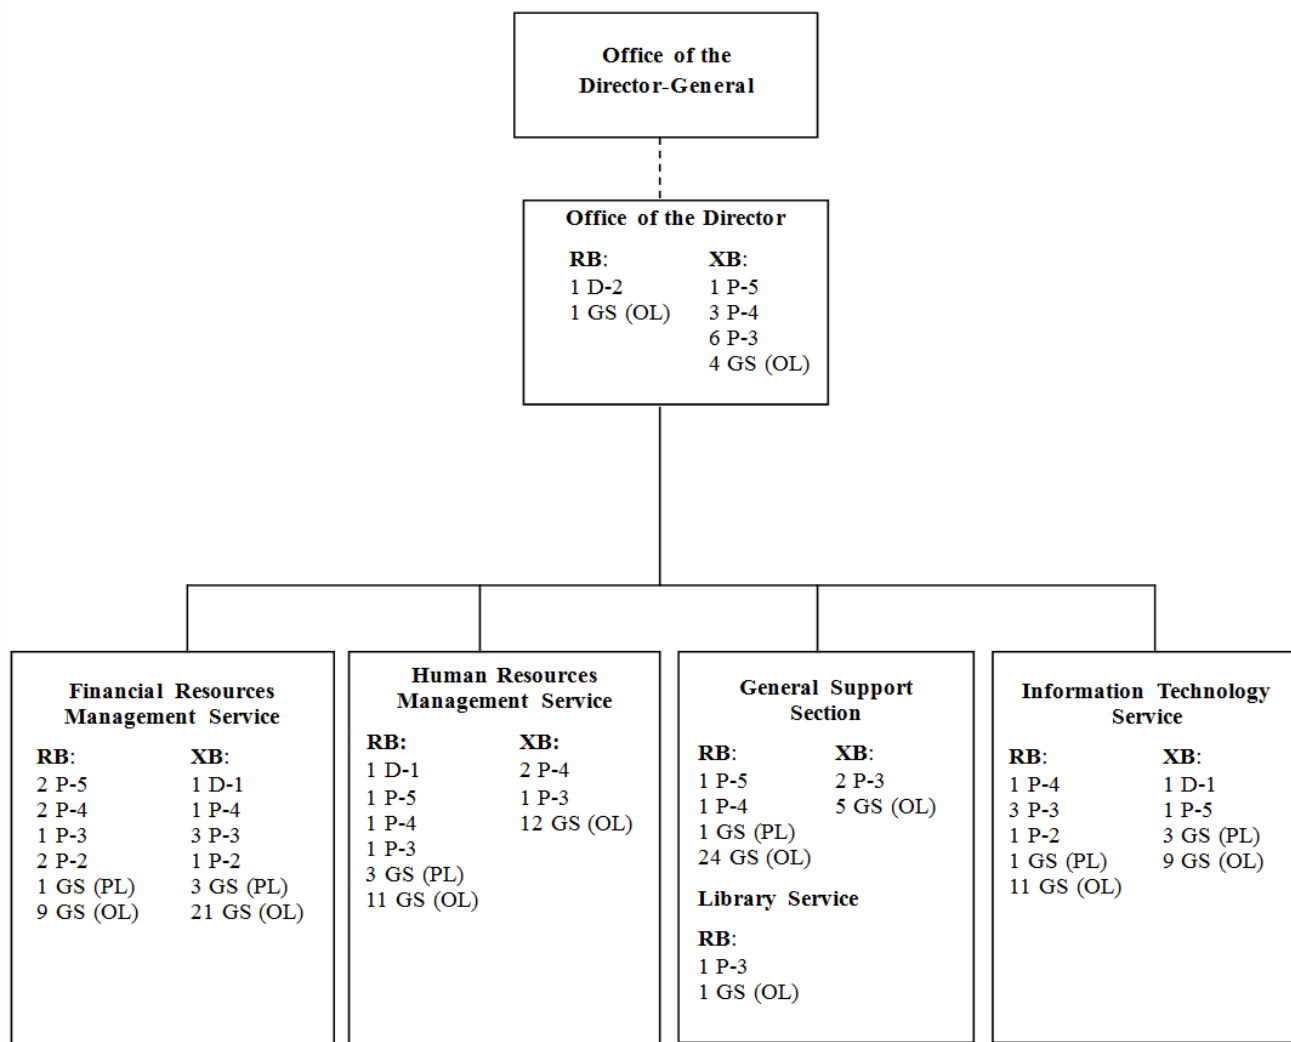 Office of the
Director-General
Office of the Director
RB:
1 D-2
1 GS (OL)
XB:
1 P-5
3 P-4
6 P-3
4 GS (OL)
Financial Resources
Management Service
RB:
2 P-5
2 P-4
1 P-3
2 P-2
1 GS (PL)
9 GS (OL)
XB:
1 D-1
1 P-4
3 P-3
1 P-2
3 GS (PL)
21 GS (OL)
Human Resources
Management Service
RB:
1 D-1
1 P-5
1 P-4
1 P-3
3 GS (PL)
11 GS (OL)
XB:
2 P-4
1 P-3
12 GS (OL)
General Support
Section
RB:
1 P-5
1 P-4
1 GS (PL)
24 GS (OL)
XB:
2 P-3
5 GS (OL)
Library Service
RB:
1 P-3
1 GS (OL)
Information Technology
Service
RB:
1 P-4
3 P-3
1 P-2
1 GS (PL)
11 GS (OL)
XB:
1 D-1
1 P-5
3 GS (PL)
9 GS (OL)